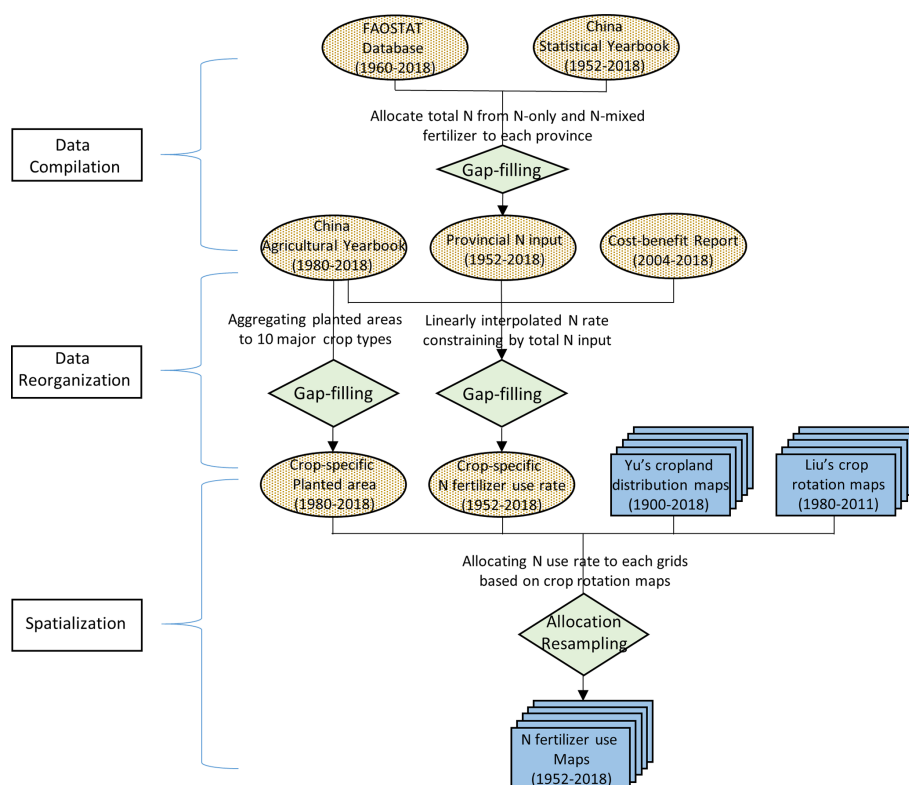 FAOSTAT
Database
(1960-2018)
China
Statistical Yearbook
(1952-2018)
Allocate total N from N-only and N-mixed
fertilizer to each province
Data
Compilation
Gap-filling
China
Agricultural Yearbook
(1980-2018)
Provincial N input
(1952-2018)
Cost-benefit Report
(2004-2018)
Aggregating planted areas
to 10 major crop types
Linearly interpolated N rate
constraining by total N input
Data
Reorganization
Gap-filling
Gap-filling
Crop-specific
Planted area
(1980-2018)
Crop-specific
N fertilizer use rate
(1952-2018)
Yu's cropland
distribution maps
(1900-2018)
Liu's crop
rotation maps
(1980-2011)
Allocating N use rate to each grids
based on crop rotation maps
Spatialization
Allocation
Resampling
N fertilizer use
Maps
(1952-2018)